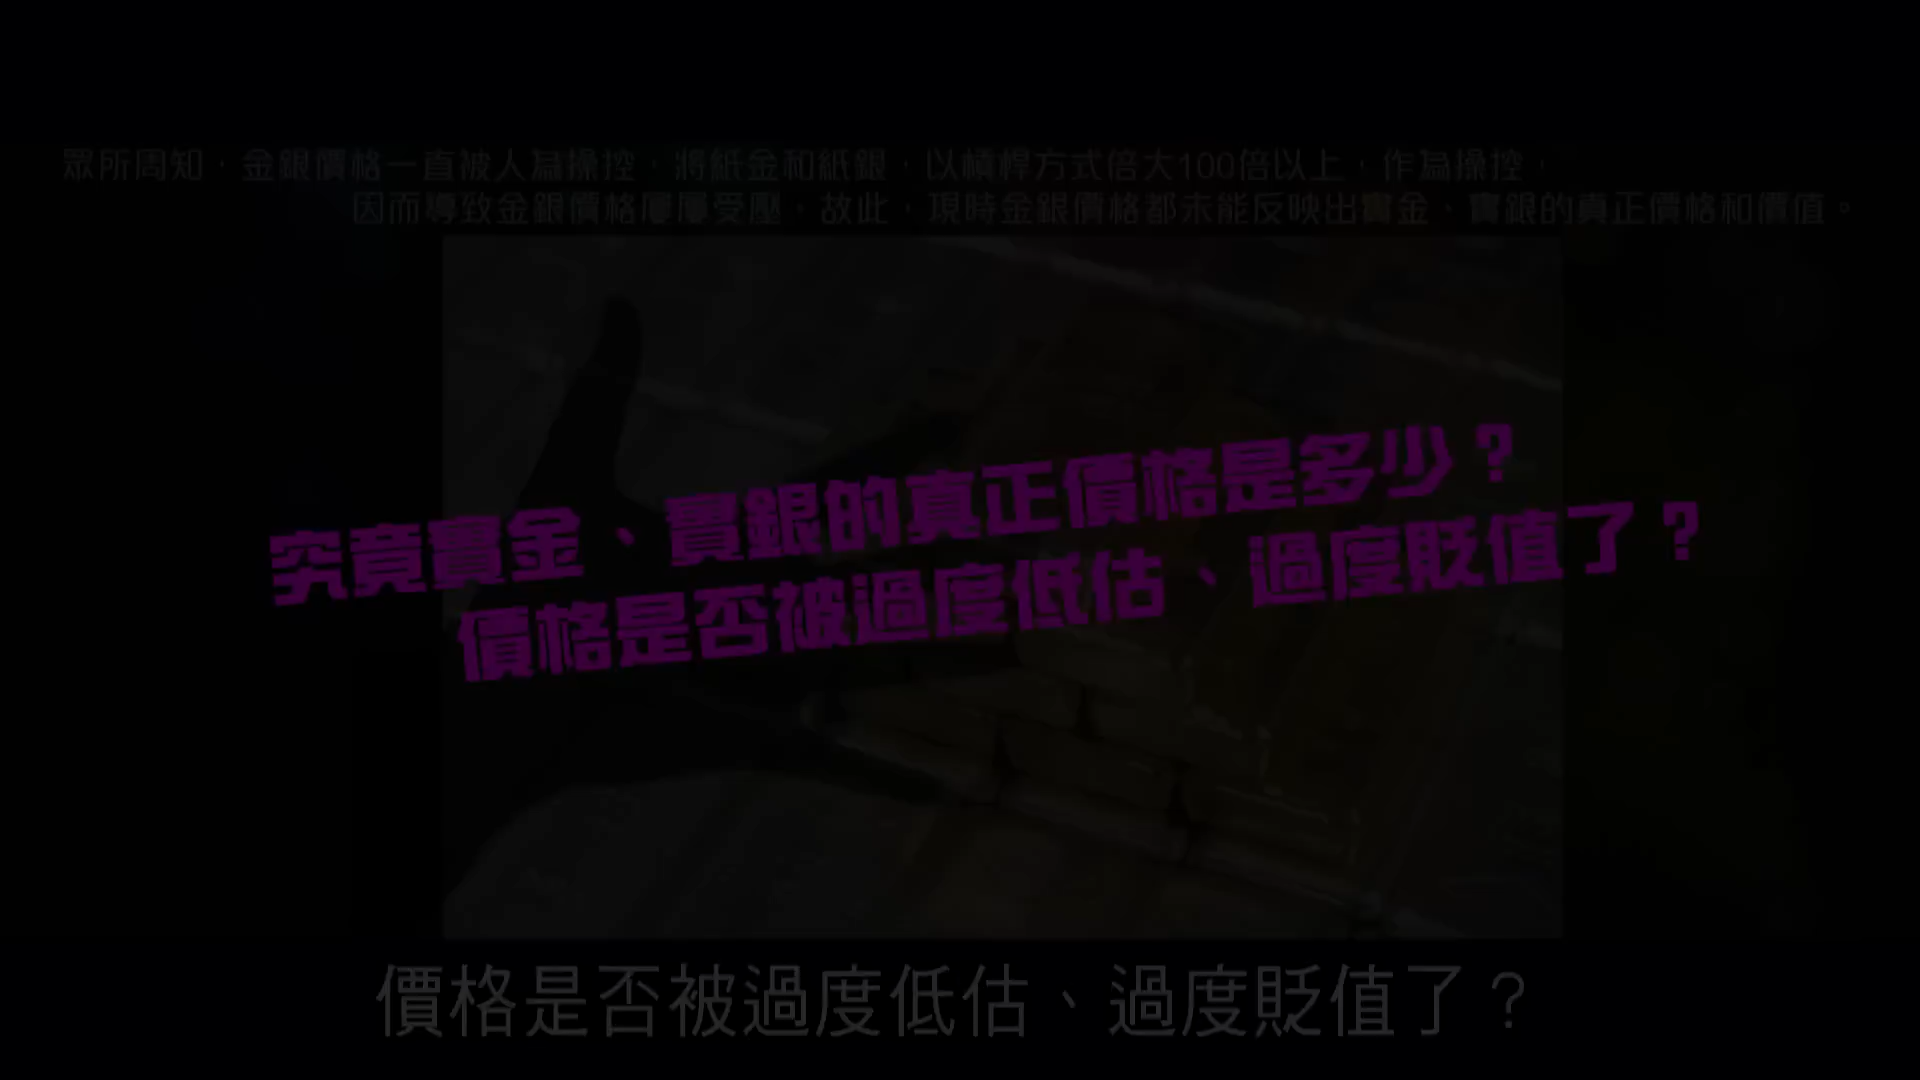 眾所周知，金銀價格一直被人為操控，將紙金和紙銀，以槓桿方式倍大100倍以上，作為操控，
因而導致金銀價格屢屢受壓。故此，現時金銀價格都未能反映出實金、實銀的真正價格和價值。
究竟實金、實銀的真正價格是多少？
價格是否被過度低估、過度貶值了？
價格是否被過度低估、過度貶值了？